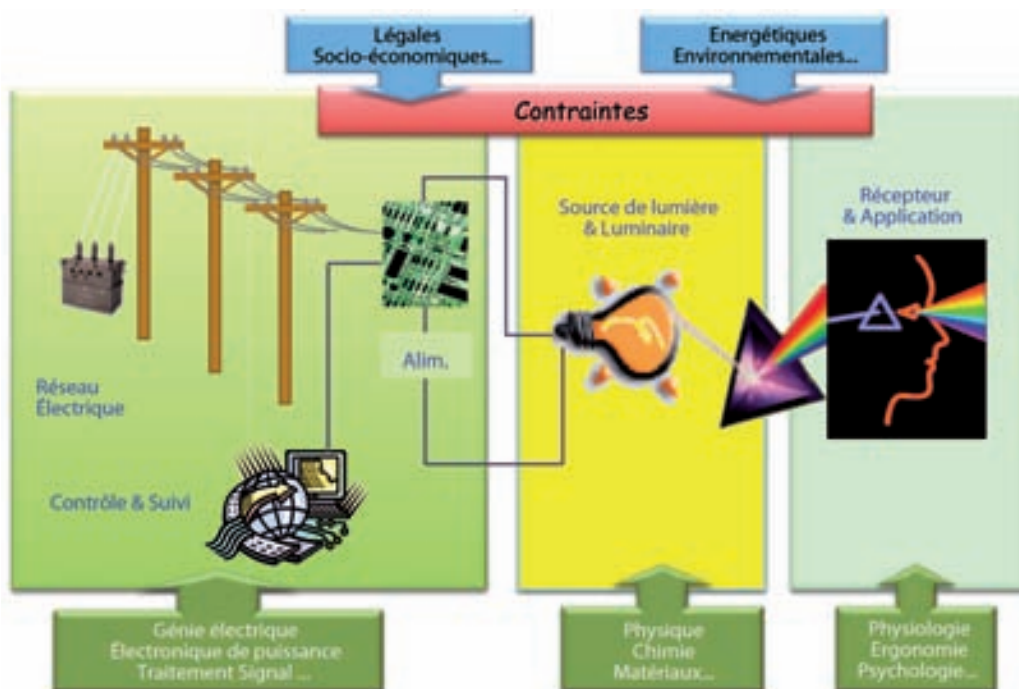 Légales
Socio-économiques...
Energétiques
Environnementales...
Contraintes
Source de lumière
& Luminaire
Récepteur
& Application
Alim.
Réseau
Électrique
Contrôle & Suivi
Génie électrique
Électronique de puissance
Traitement Signal ...
Physique
Chimie
Matériaux...
Physiologie
Ergonomie
Psychologie...